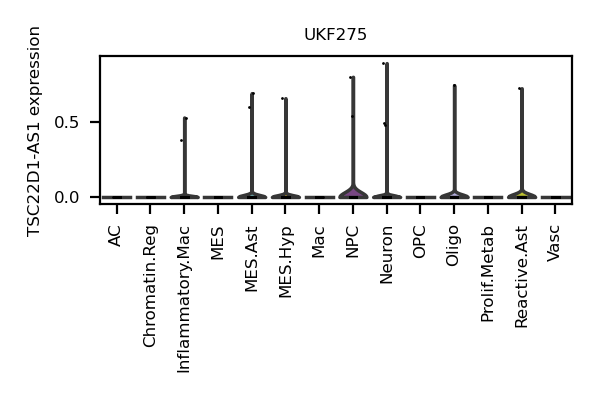 UKF275
TSC22D1-AS1 expression
0.5
0.0
AC
Chromatin.Reg
Inflammatory.Mac
MES
MES.Ast
MES.Hyp
Mac
NPC
Neuron
OPC
Oligo
Prolif.Metab
Reactive.Ast
Vasc